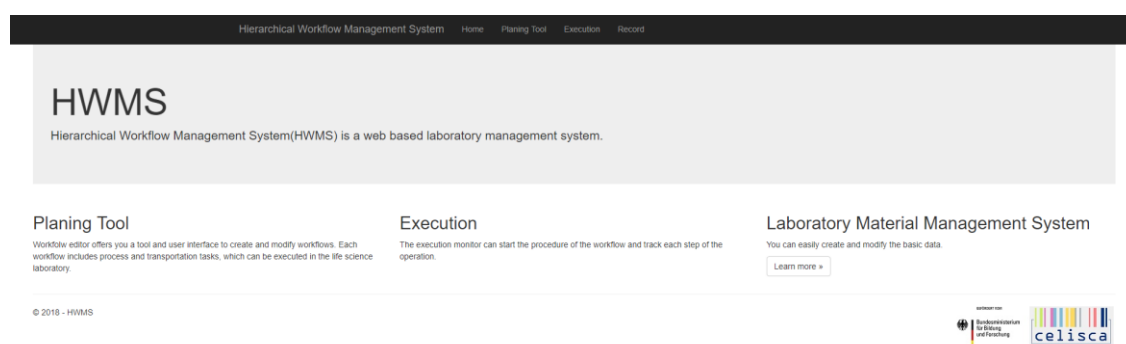 Hierarchical Workflow Management System Home Planing Tool Execution Record
HWMS
Hierarchical Workflow Management System(HWMS) is a web based laboratory management system.
Planing Tool
Workfolw editor offers you a tool and user interface to create and modify workflows. Each
workflow includes process and transportation tasks, which can be executed in the life science
laboratory.
Execution
The execution monitor can start the procedure of the workflow and track each step of the
operation.
Laboratory Material Management System
You can easily create and modify the basic data.
Learn more »
© 2018 - HWMS
GEFÖRDERT VOM
Bundesministerium
für Bildung
und Forschung
celisca